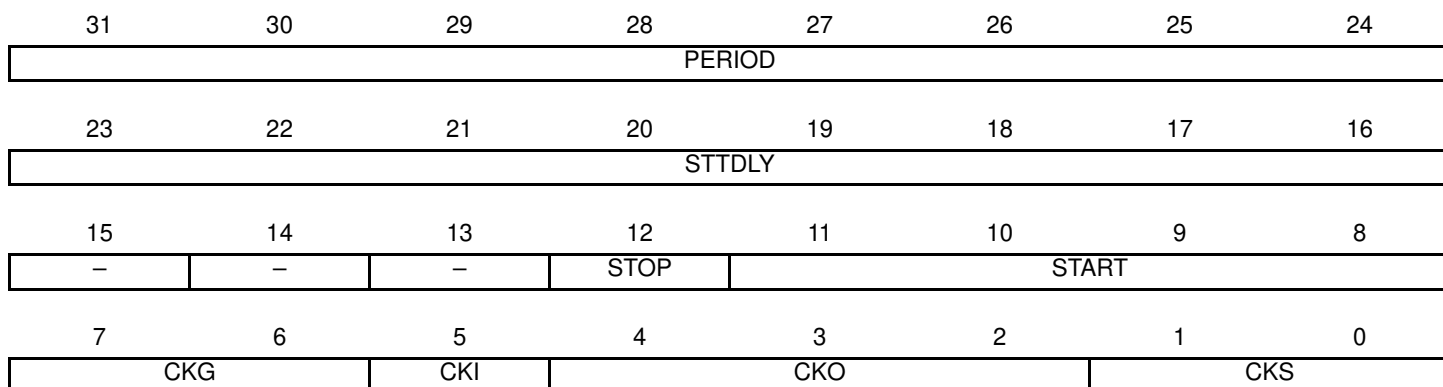 31 30 29 28 27 26 25 24
PERIOD
23 22 21 20 19 18 17 16
STTDLY
15 14 13 12 11 10 9 8
– – – STOP START
7 6 5 4 3 2 1 0
CKG CKI CKO CKS